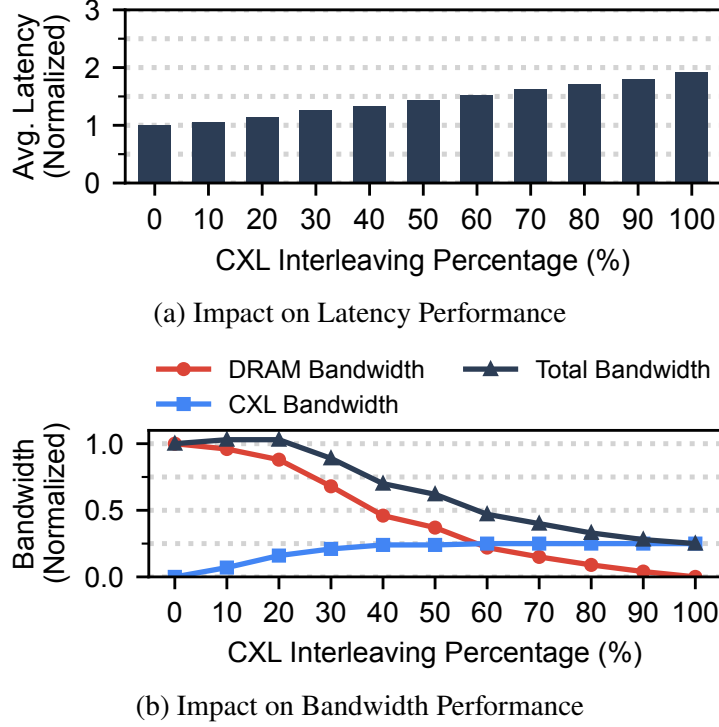 3
2
1
0
Avg. Latency
(Normalized)
0 10 20 30 40 50 60 70 80 90 100
CXL Interleaving Percentage (%)
(a) Impact on Latency Performance
DRAM Bandwidth Total Bandwidth
CXL Bandwidth
1.0
0.5
0.0
Bandwidth
(Normalized)
0 10 20 30 40 50 60 70 80 90 100
CXL Interleaving Percentage (%)
(b) Impact on Bandwidth Performance